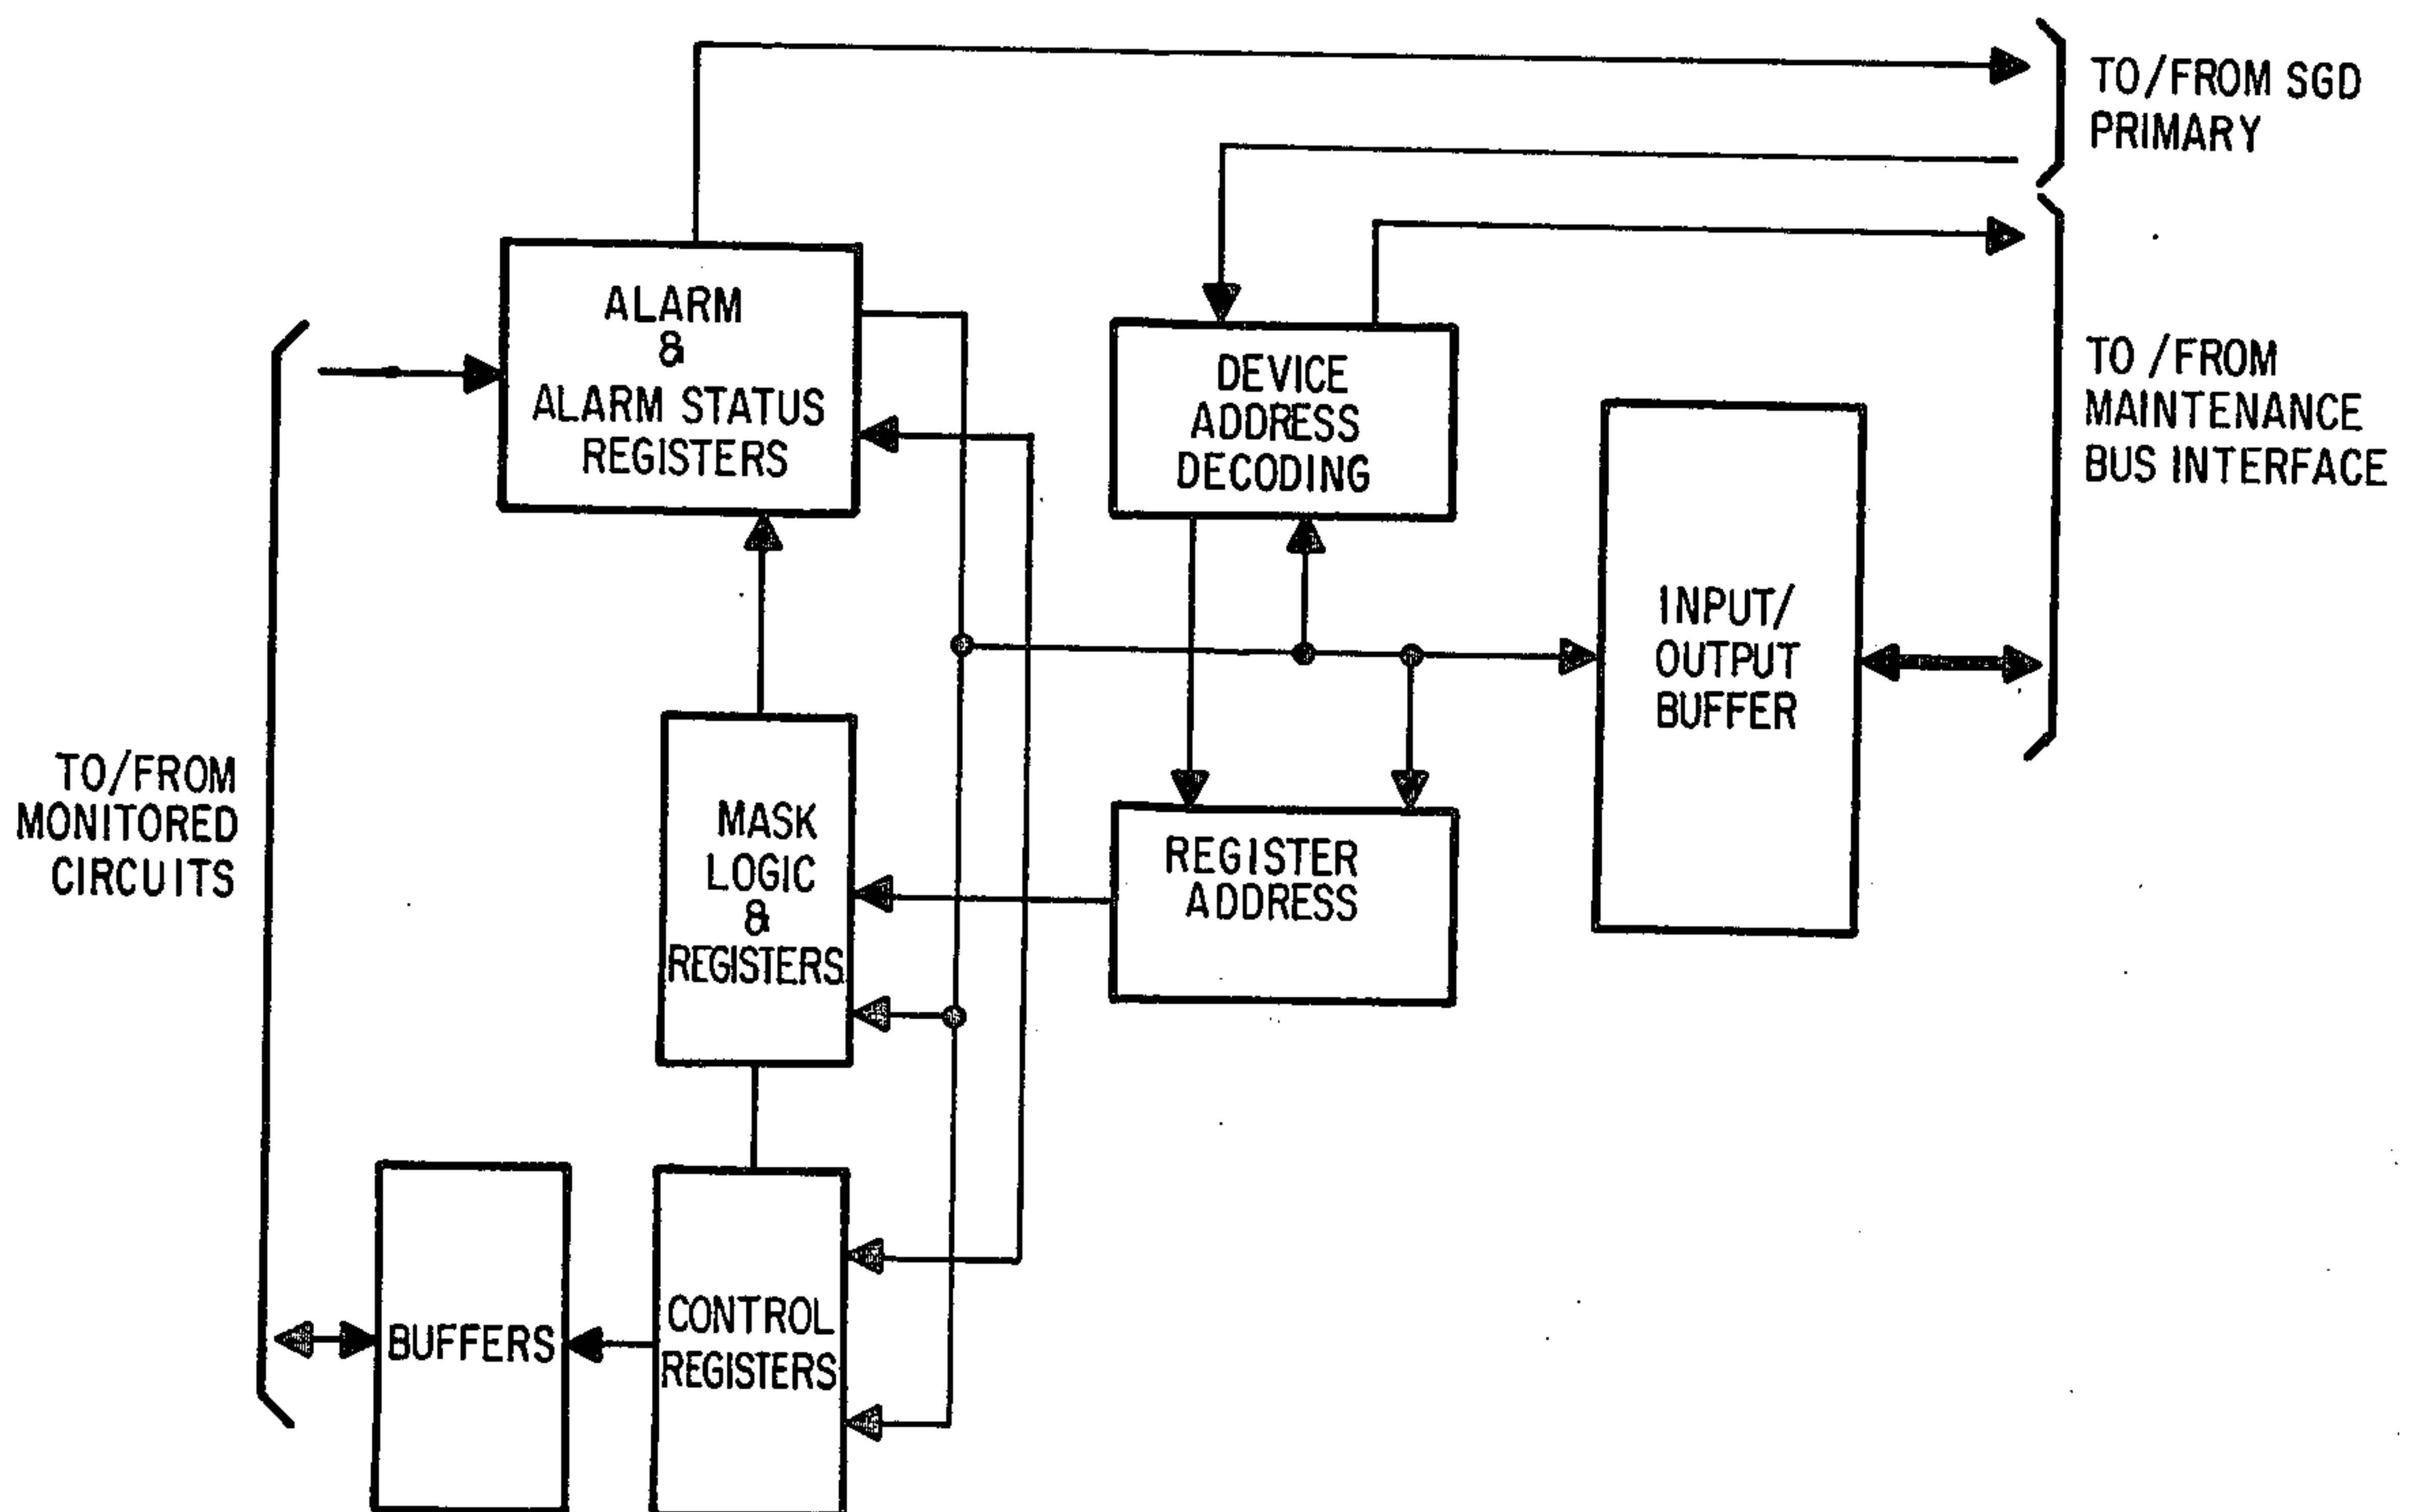 TO/FROM SGD
PRIMARY
ALARM
&
ALARM STATUS
REGISTERS
DEVICE
ADDRESS
DECODING
TO /FROM
MAINTENANCE
BUS INTERFACE
INPUT/
OUTPUT
BUFFER
TO/FROM
MONITORED
CIRCUITS
MASK
LOGIC
&
REGISTERS
REGISTER
ADDRESS
BUFFERS
CONTROL
REGISTERS